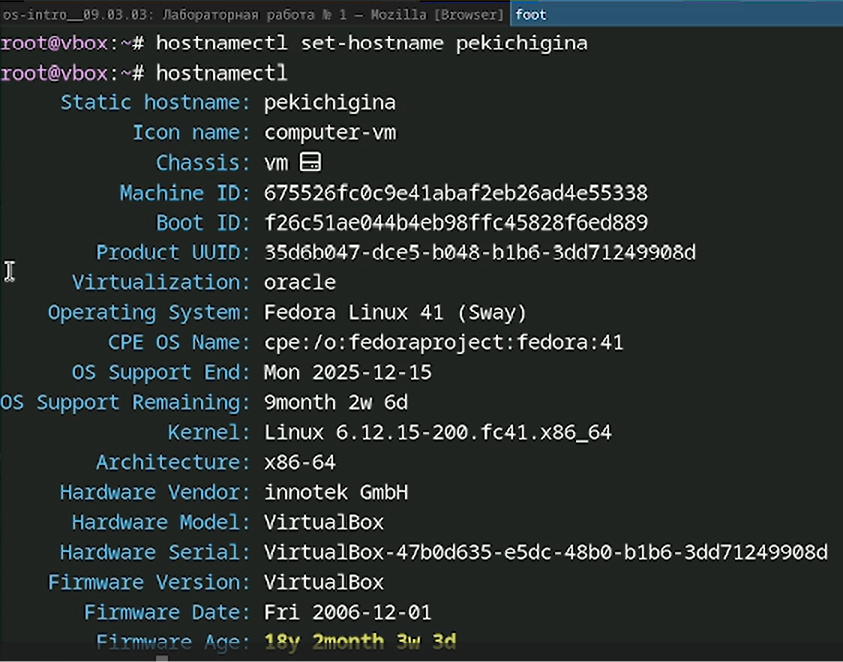 os-intro__09.03.03: Лабораторная работа № 1 — Mozilla [Browser] foot
root@vbox:~# hostnamectl set-hostname pekichigina
root@vbox:~# hostnamectl
Static hostname: pekichigina
Icon name: computer-vm
Chassis: vm
Machine ID: 675526fc0c9e41abaf2eb26ad4e55338
Boot ID: f26c51ae044b4eb98ffc45828f6ed889
Product UUID: 35d6b047-dce5-b048-b1b6-3dd71249908d
Virtualization: oracle
Operating System: Fedora Linux 41 (Sway)
CPE OS Name: cpe:/o:fedoraproject:fedora:41
OS Support End: Mon 2025-12-15
OS Support Remaining: 9month 2w 6d
Kernel: Linux 6.12.15-200.fc41.x86_64
Architecture: x86-64
Hardware Vendor: innotek GmbH
Hardware Model: VirtualBox
Hardware Serial: VirtualBox-47b0d635-e5dc-48b0-b1b6-3dd71249908d
Firmware Version: VirtualBox
Firmware Date: Fri 2006-12-01
Firmware Age: 18y 2month 3w 3d